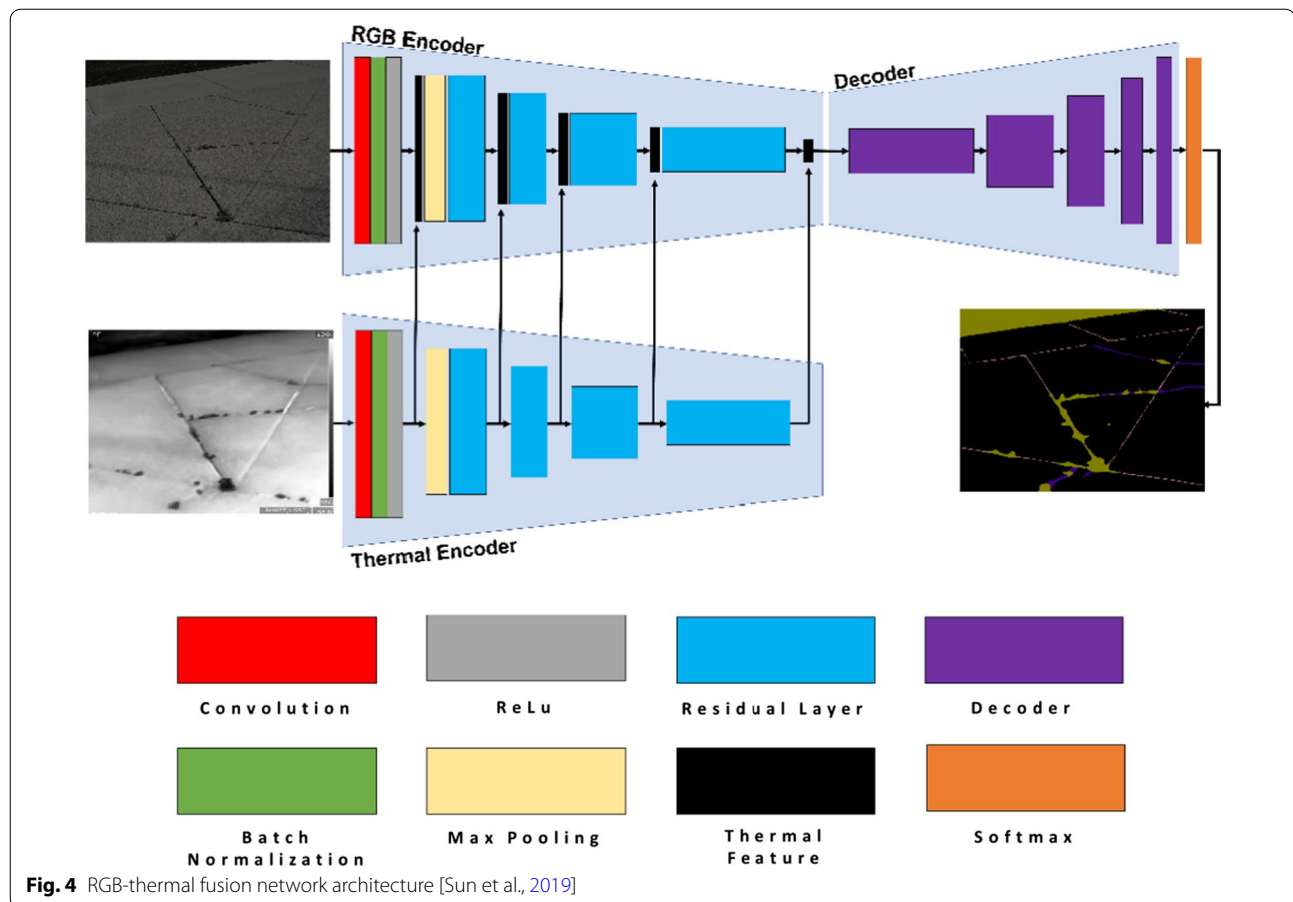 RGB Encoder
Decoder
Thermal Encoder
Convolution
ReLu
Residual Layer
Decoder
Batch
Normalization
Max Pooling
Thermal
Feature
Softmax
Fig. 4 RGB-thermal fusion network architecture [Sun et al., 2019]